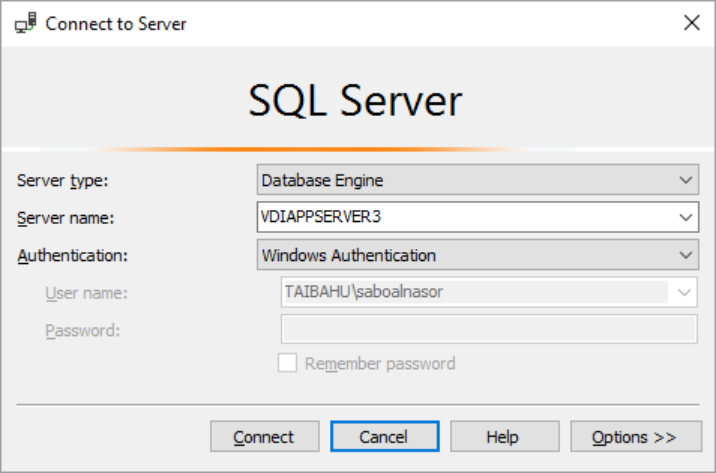 Connect to Server
SQL Server
Server type: Database Engine
Server name: VDIAPPSERVER3
Authentication: Windows Authentication
User name: TAIBAHU\saboalnasor
Password:
Remember password
Connect Cancel Help Options >>